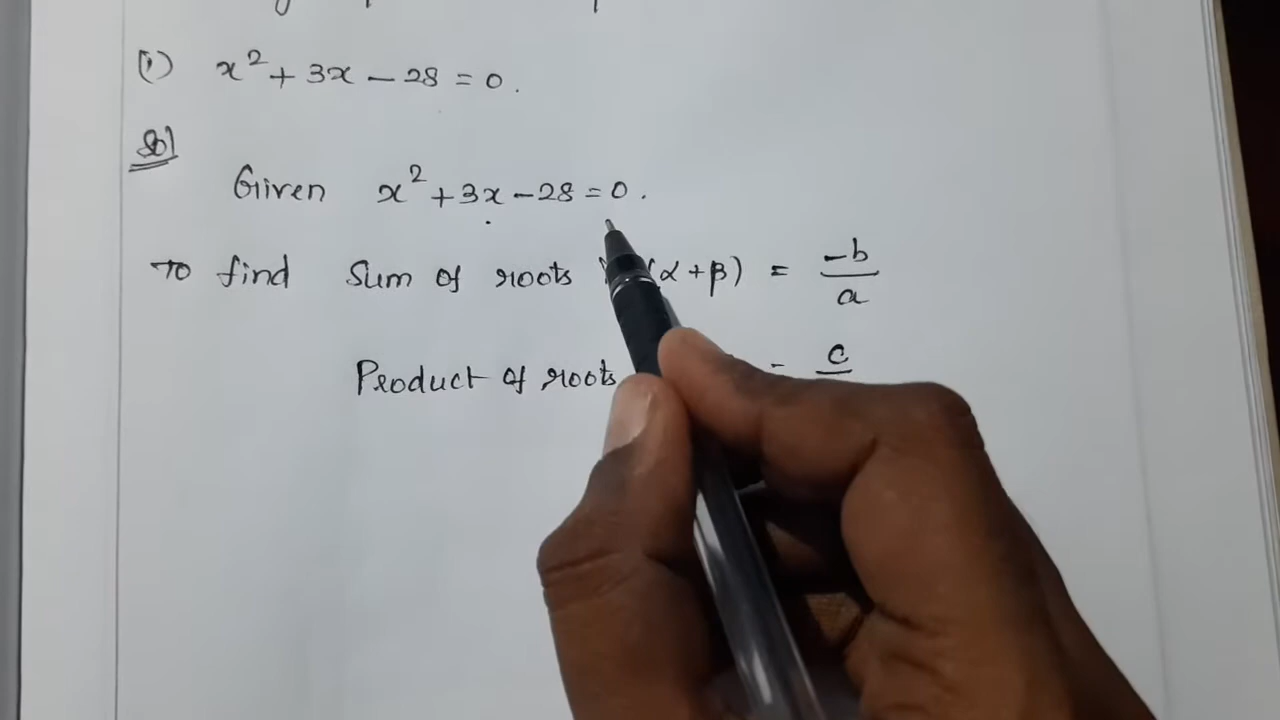 (i) x² + 3x - 28 = 0.
Sol
Given x² + 3x - 28 = 0.
To find Sum of roots (α + β) = -b/a
Product of roots = c